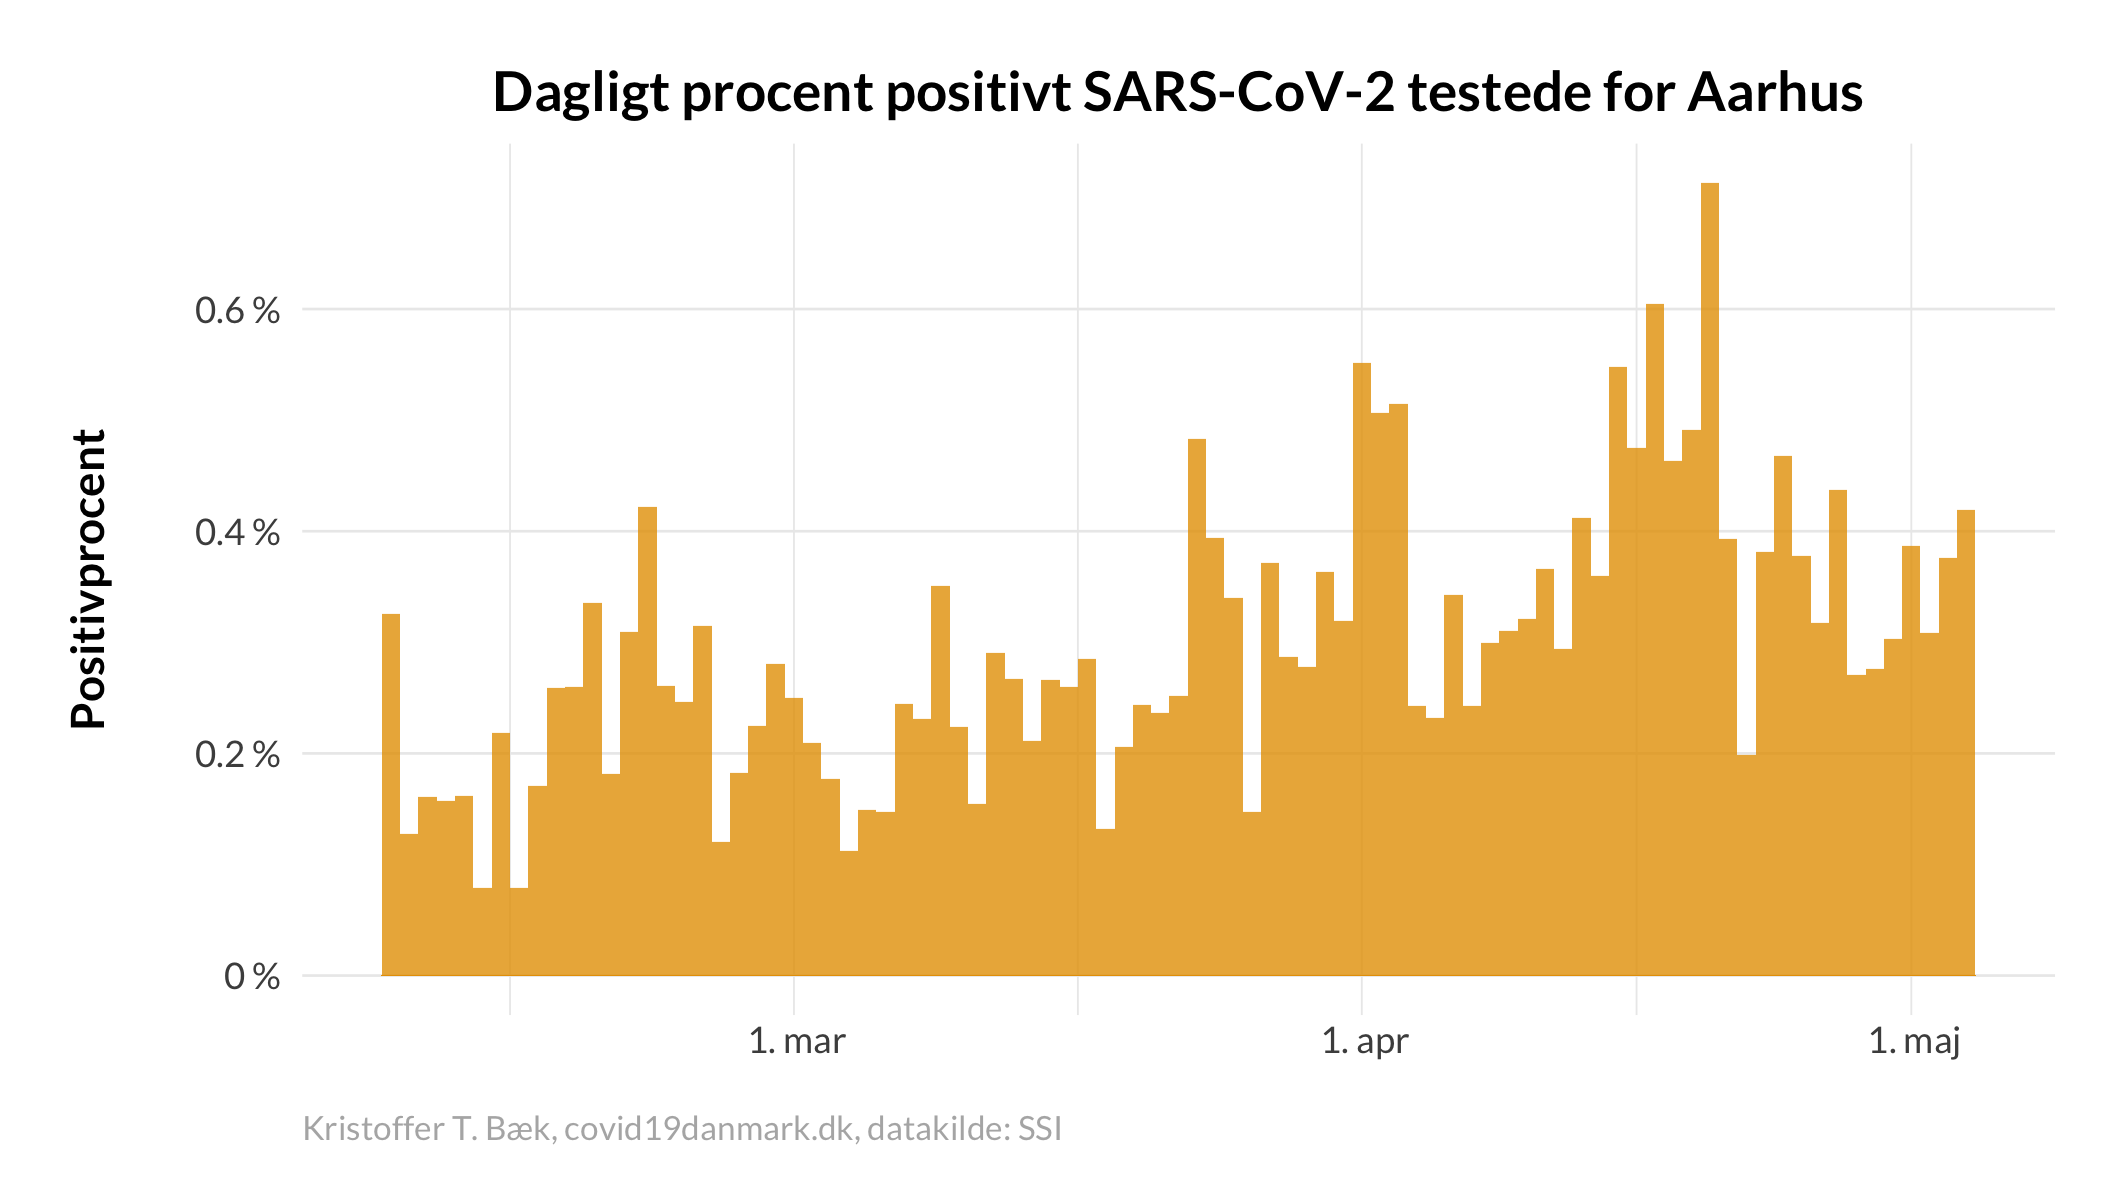 Dagligt procent positivt SARS-CoV-2 testede for Aarhus
Positivprocent
0.6 %
0.4 %
0.2 %
0 %
1. mar
1. apr
1. maj
Kristoffer T. Bæk, covid19danmark.dk, datakilde: SSI